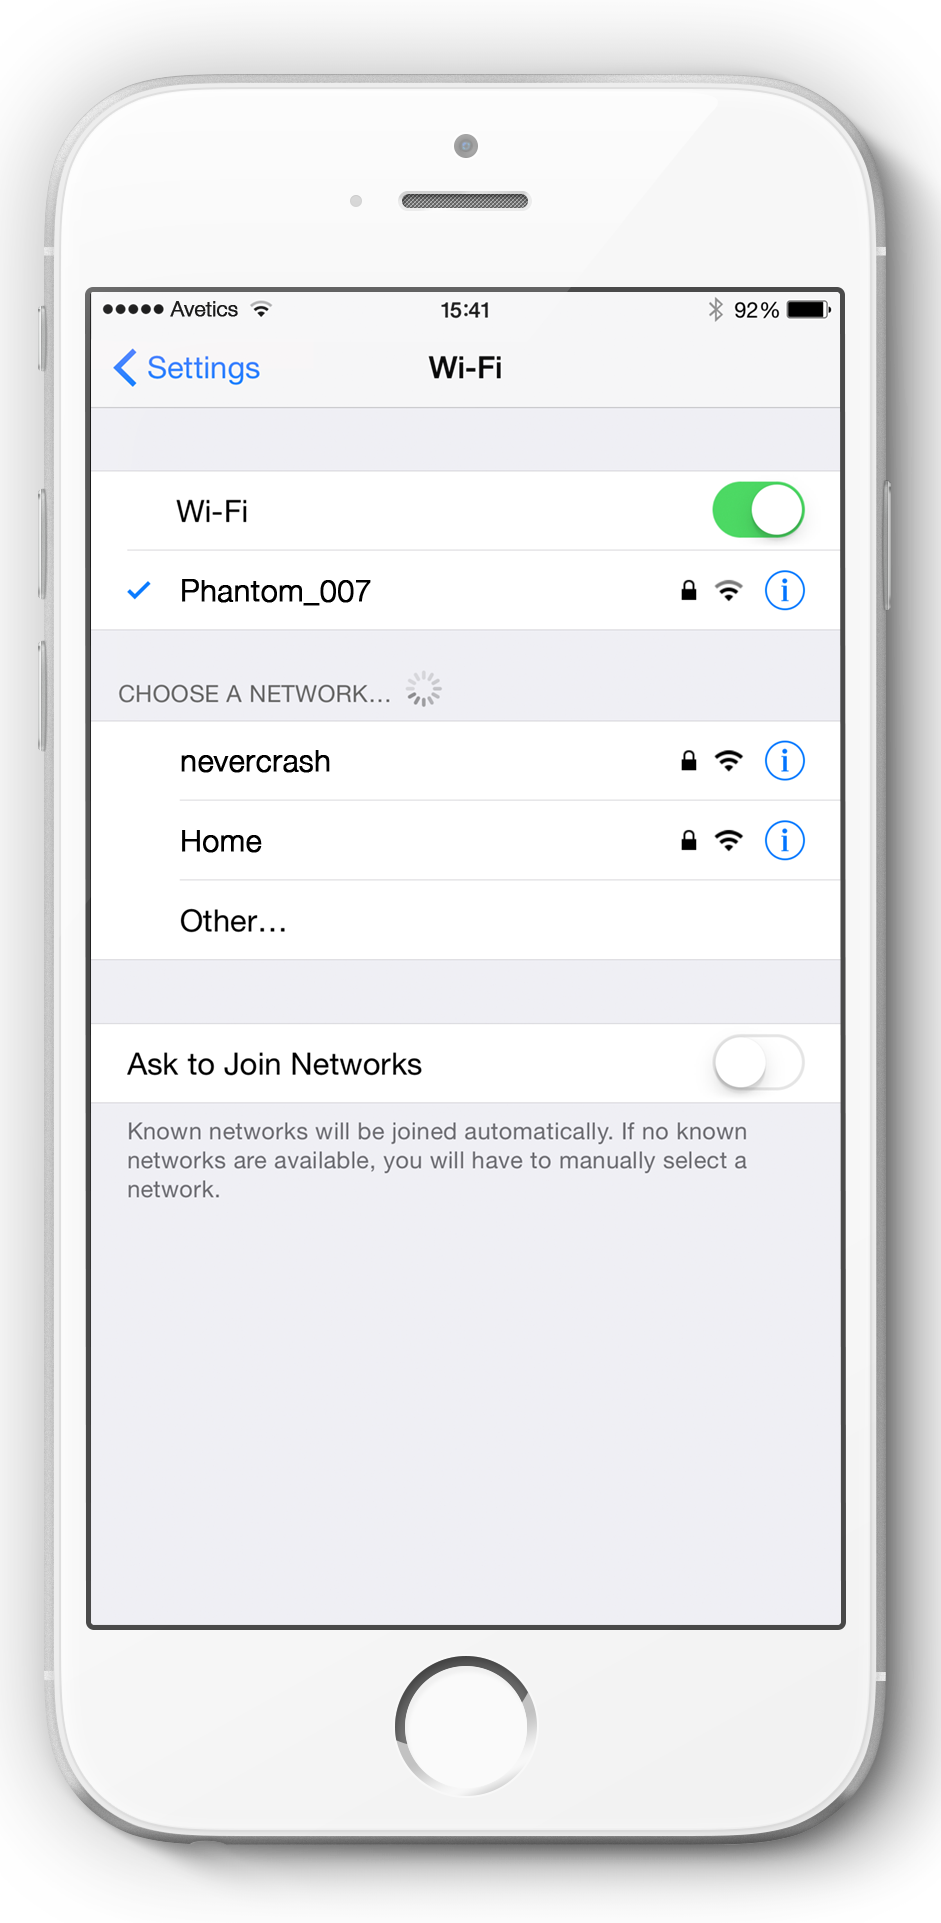 ●●●●● Avetics 15:41 92%
Settings Wi-Fi
Wi-Fi
Phantom_007
CHOOSE A NETWORK...
nevercrash
Home
Other...
Ask to Join Networks
Known networks will be joined automatically. If no known
networks are available, you will have to manually select a
network.